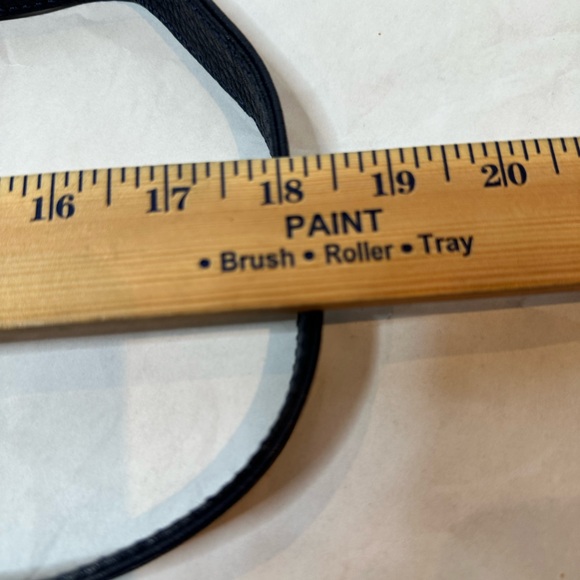 16 17 18 19 20
PAINT
• Brush • Roller • Tray